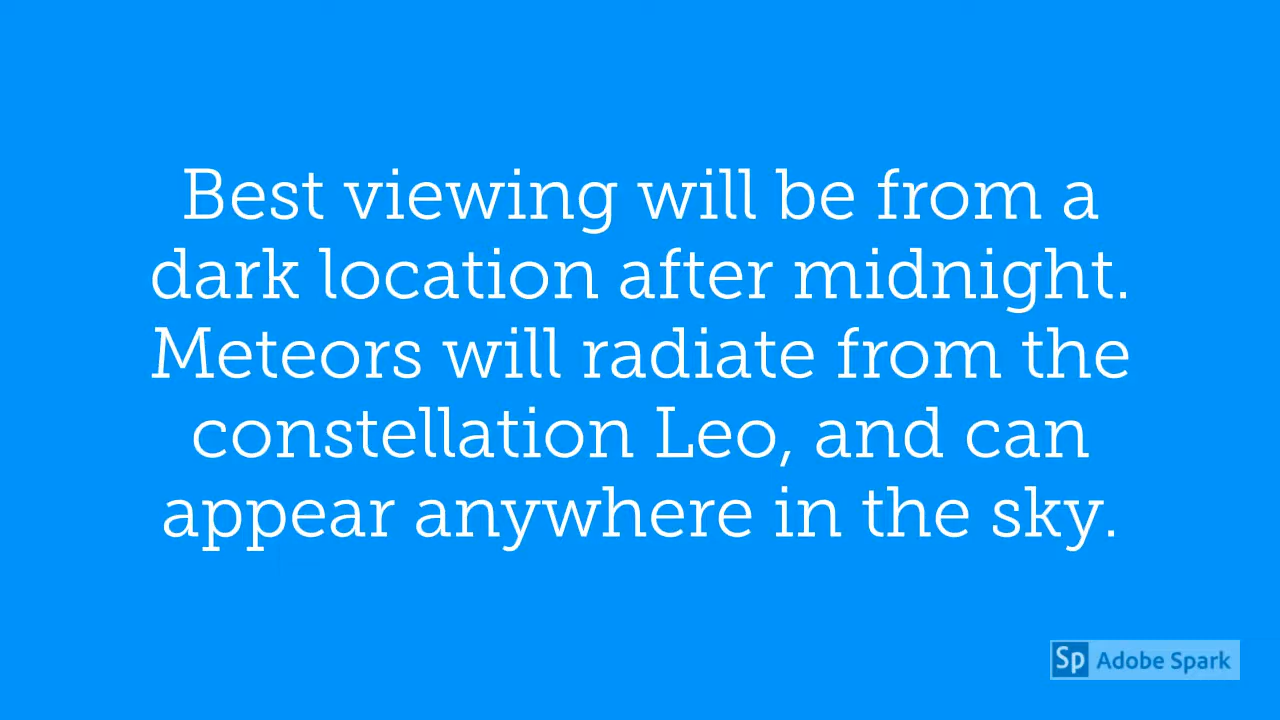 Best viewing will be from a
dark location after midnight.
Meteors will radiate from the
constellation Leo, and can
appear anywhere in the sky.
Sp Adobe Spark